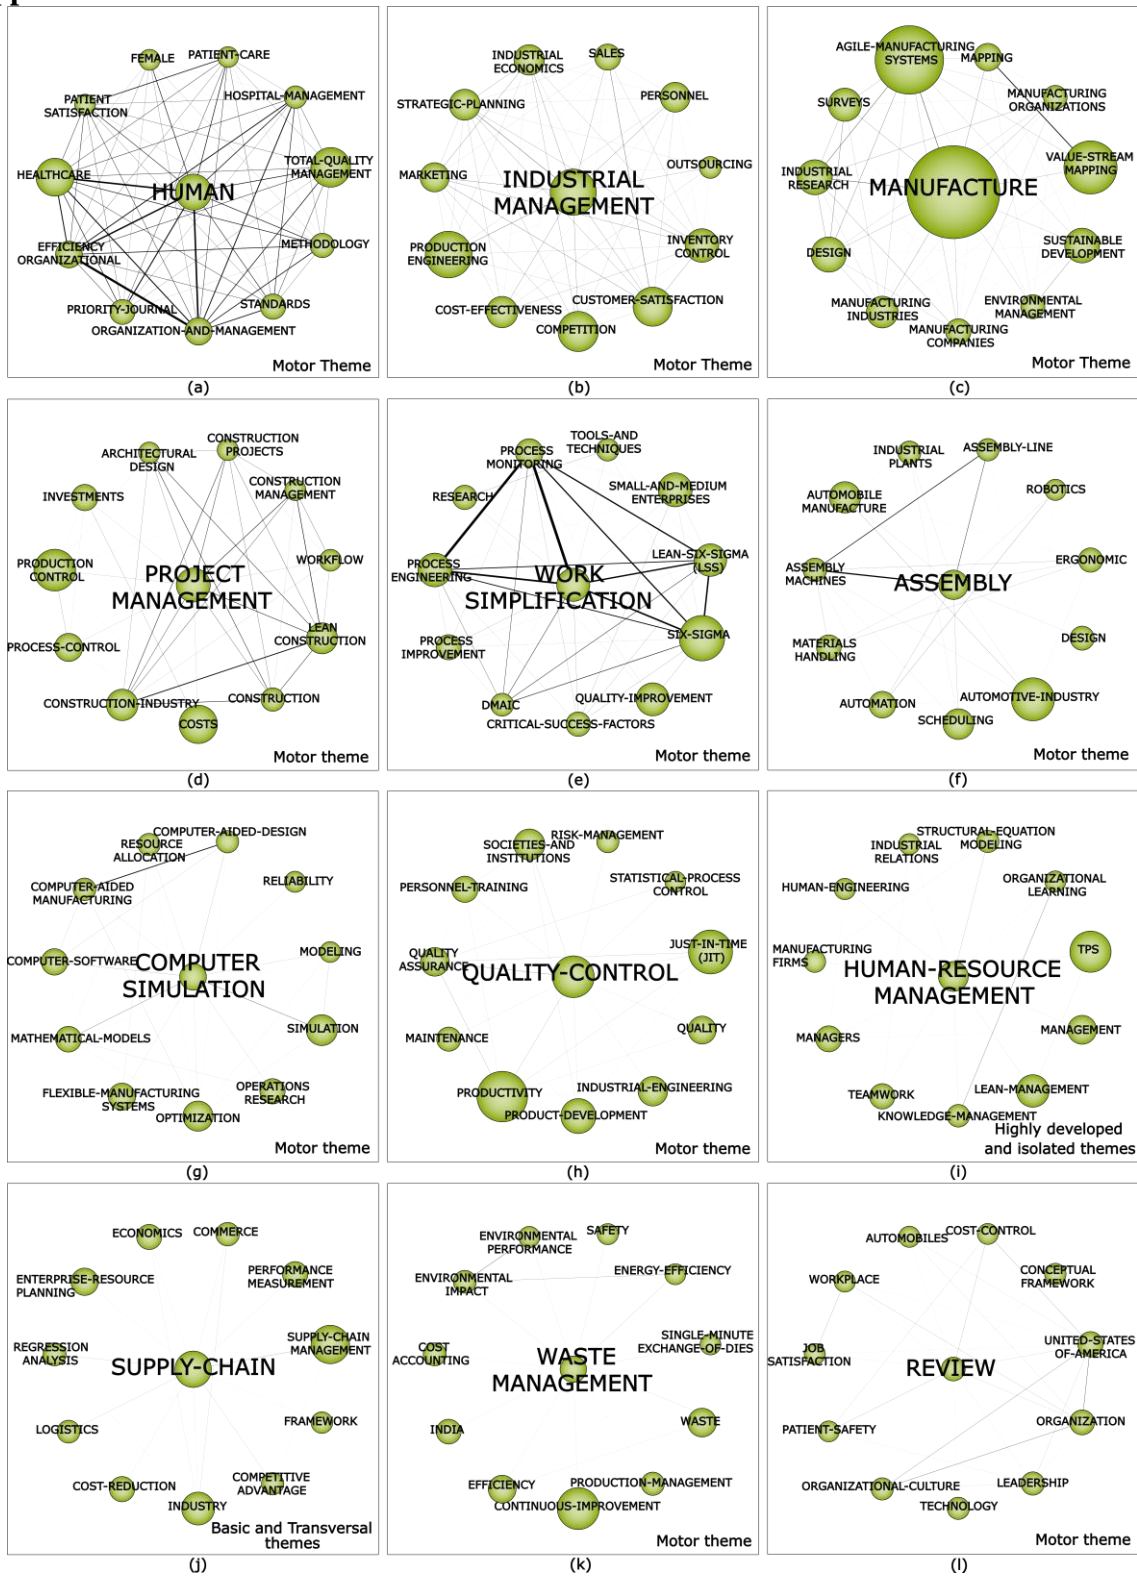 FEMALE
PATIENT-CARE
HOSPITAL-MANAGEMENT
PATIENT
SATISFACTION
TOTAL-QUALITY
MANAGEMENT
HEALTHCARE
HUMAN
EFFICIENCY
ORGANIZATIONAL
METHODOLOGY
PRIORITY-JOURNAL
STANDARDS
ORGANIZATION-AND-MANAGEMENT
Motor Theme
(a)
INDUSTRIAL
ECONOMICS
SALES
STRATEGIC-PLANNING
PERSONNEL
MARKETING
OUTSOURCING
INDUSTRIAL
MANAGEMENT
PRODUCTION
ENGINEERING
INVENTORY
CONTROL
COST-EFFECTIVENESS
CUSTOMER-SATISFACTION
COMPETITION
Motor Theme
(b)
AGILE-MANUFACTURING
SYSTEMS
MAPPING
SURVEYS
MANUFACTURING
ORGANIZATIONS
INDUSTRIAL
RESEARCH
VALUE-STREAM
MAPPING
MANUFACTURE
DESIGN
SUSTAINABLE
DEVELOPMENT
MANUFACTURING
INDUSTRIES
ENVIRONMENTAL
MANAGEMENT
MANUFACTURING
COMPANIES
Motor Theme
(c)
ARCHITECTURAL
DESIGN
CONSTRUCTION
PROJECTS
INVESTMENTS
CONSTRUCTION
MANAGEMENT
PRODUCTION
CONTROL
WORKFLOW
PROJECT
MANAGEMENT
PROCESS-CONTROL
LEAN
CONSTRUCTION
CONSTRUCTION-INDUSTRY
CONSTRUCTION
COSTS
Motor theme
(d)
PROCESS
MONITORING
TOOLS-AND
TECHNIQUES
RESEARCH
SMALL-AND-MEDIUM
ENTERPRISES
PROCESS
ENGINEERING
LEAN-SIX-SIGMA
(LSS)
WORK
SIMPLIFICATION
PROCESS
IMPROVEMENT
SIX-SIGMA
DMAIC
QUALITY-IMPROVEMENT
CRITICAL-SUCCESS-FACTORS
Motor theme
(e)
INDUSTRIAL
PLANTS
ASSEMBLY-LINE
AUTOMOBILE
MANUFACTURE
ROBOTICS
ASSEMBLY
MACHINES
ERGONOMIC
ASSEMBLY
MATERIALS
HANDLING
DESIGN
AUTOMATION
AUTOMOTIVE-INDUSTRY
SCHEDULING
Motor theme
(f)
COMPUTER-AIDED-DESIGN
RESOURCE
ALLOCATION
COMPUTER-AIDED
MANUFACTURING
RELIABILITY
COMPUTER-SOFTWARE
MODELING
COMPUTER
SIMULATION
MATHEMATICAL-MODELS
SIMULATION
FLEXIBLE-MANUFACTURING
SYSTEMS
OPERATIONS
RESEARCH
OPTIMIZATION
Motor theme
(g)
SOCIETIES-AND
INSTITUTIONS
RISK-MANAGEMENT
PERSONNEL-TRAINING
STATISTICAL-PROCESS
CONTROL
QUALITY
ASSURANCE
JUST-IN-TIME
(JIT)
QUALITY-CONTROL
MAINTENANCE
QUALITY
PRODUCTIVITY
INDUSTRIAL-ENGINEERING
PRODUCT-DEVELOPMENT
Motor theme
(h)
INDUSTRIAL
RELATIONS
STRUCTURAL-EQUATION
MODELING
HUMAN-ENGINEERING
ORGANIZATIONAL
LEARNING
MANUFACTURING
FIRMS
TPS
HUMAN-RESOURCE
MANAGEMENT
MANAGERS
MANAGEMENT
TEAMWORK
LEAN-MANAGEMENT
KNOWLEDGE-MANAGEMENT
Highly developed
and isolated themes
(i)
ECONOMICS
COMMERCE
ENTERPRISE-RESOURCE
PLANNING
PERFORMANCE
MEASUREMENT
REGRESSION
ANALYSIS
SUPPLY-CHAIN
MANAGEMENT
SUPPLY-CHAIN
LOGISTICS
FRAMEWORK
COST-REDUCTION
COMPETITIVE
ADVANTAGE
INDUSTRY
Basic and Transversal
themes
(j)
ENVIRONMENTAL
PERFORMANCE
SAFETY
ENVIRONMENTAL
IMPACT
ENERGY-EFFICIENCY
COST
ACCOUNTING
SINGLE-MINUTE
EXCHANGE-OF-DIES
WASTE
MANAGEMENT
INDIA
WASTE
EFFICIENCY
PRODUCTION-MANAGEMENT
CONTINUOUS-IMPROVEMENT
Motor theme
(k)
AUTOMOBILES
COST-CONTROL
WORKPLACE
CONCEPTUAL
FRAMEWORK
JOB
SATISFACTION
UNITED-STATES
OF-AMERICA
REVIEW
PATIENT-SAFETY
ORGANIZATION
ORGANIZATIONAL-CULTURE
LEADERSHIP
TECHNOLOGY
Motor theme
(l)